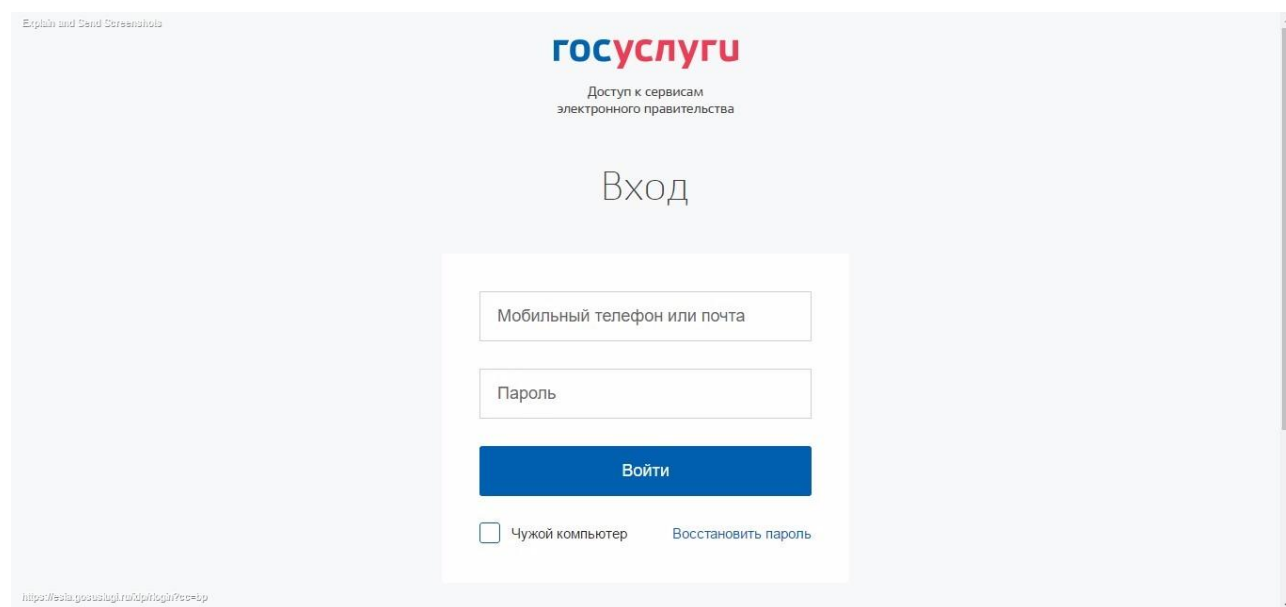 Explain and Send Screenshots
госуслуги
Доступ к сервисам
электронного правительства
Вход
Мобильный телефон или почта
Пароль
Войти
Чужой компьютер Восстановить пароль
https://esia.gosuslugi.ru/idp/rlogin?cc=bp